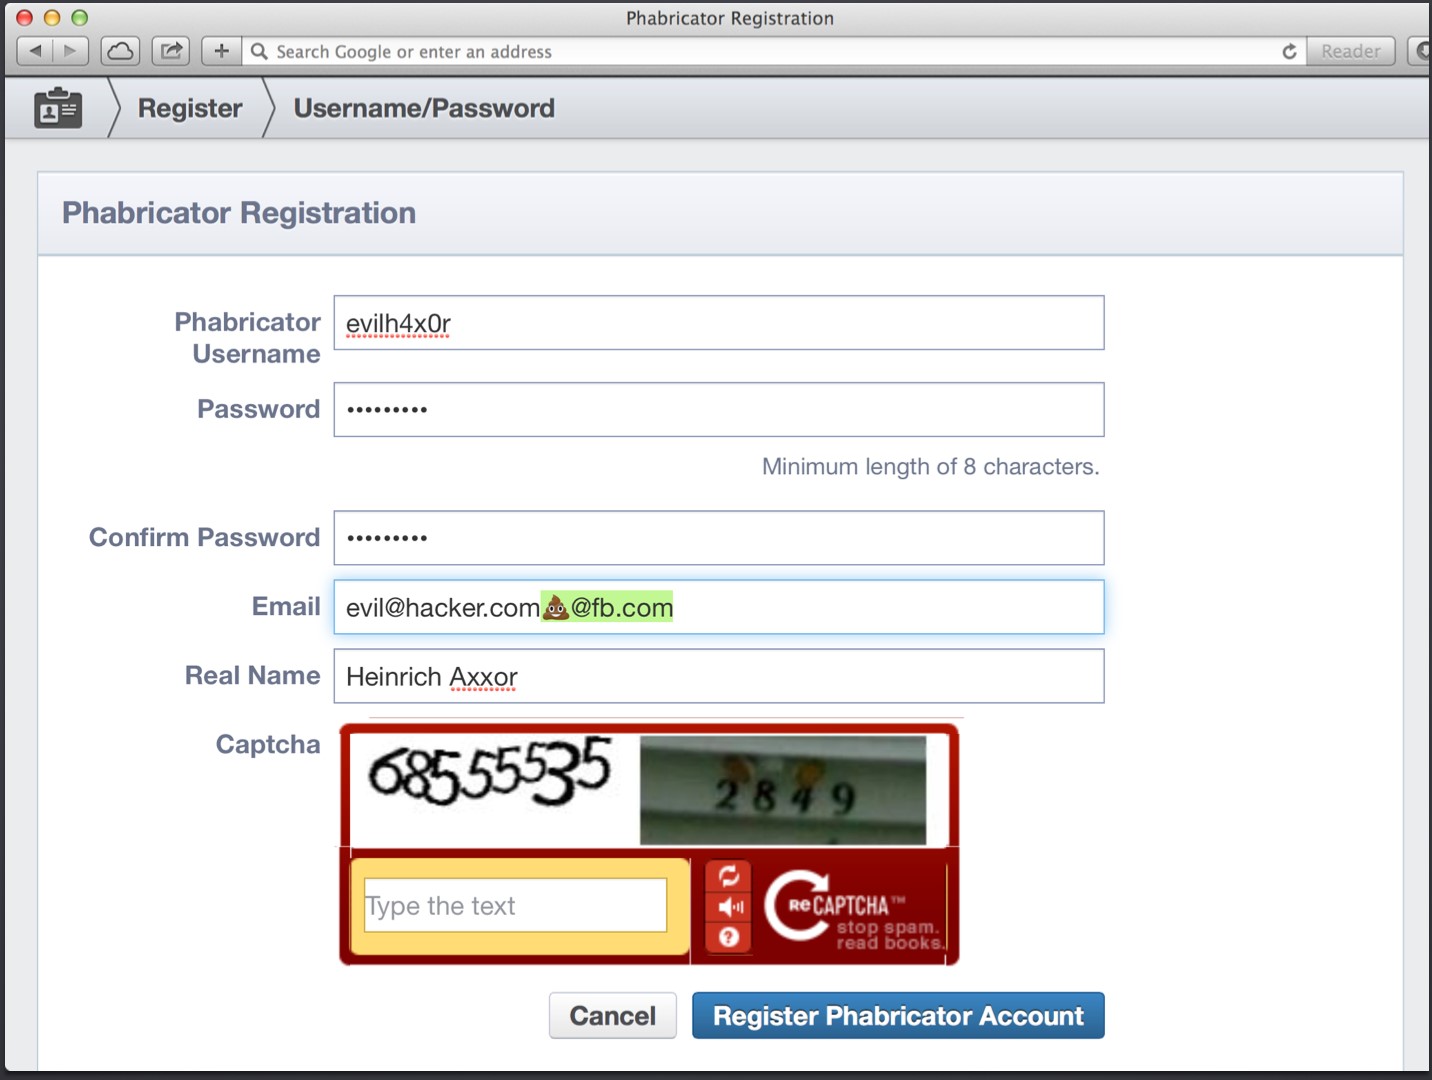 Phabricator Registration
Search Google or enter an address
Reader
Register
Username/Password
Phabricator Registration
Phabricator
Username
evilh4x0r
Password
•••••••••
Minimum length of 8 characters.
Confirm Password
•••••••••
Email
evil@hacker.com💩@fb.com
Real Name
Heinrich Axxor
Captcha
68555535 2849
Type the text
ReCAPTCHA™
stop spam.
read books.
Cancel
Register Phabricator Account